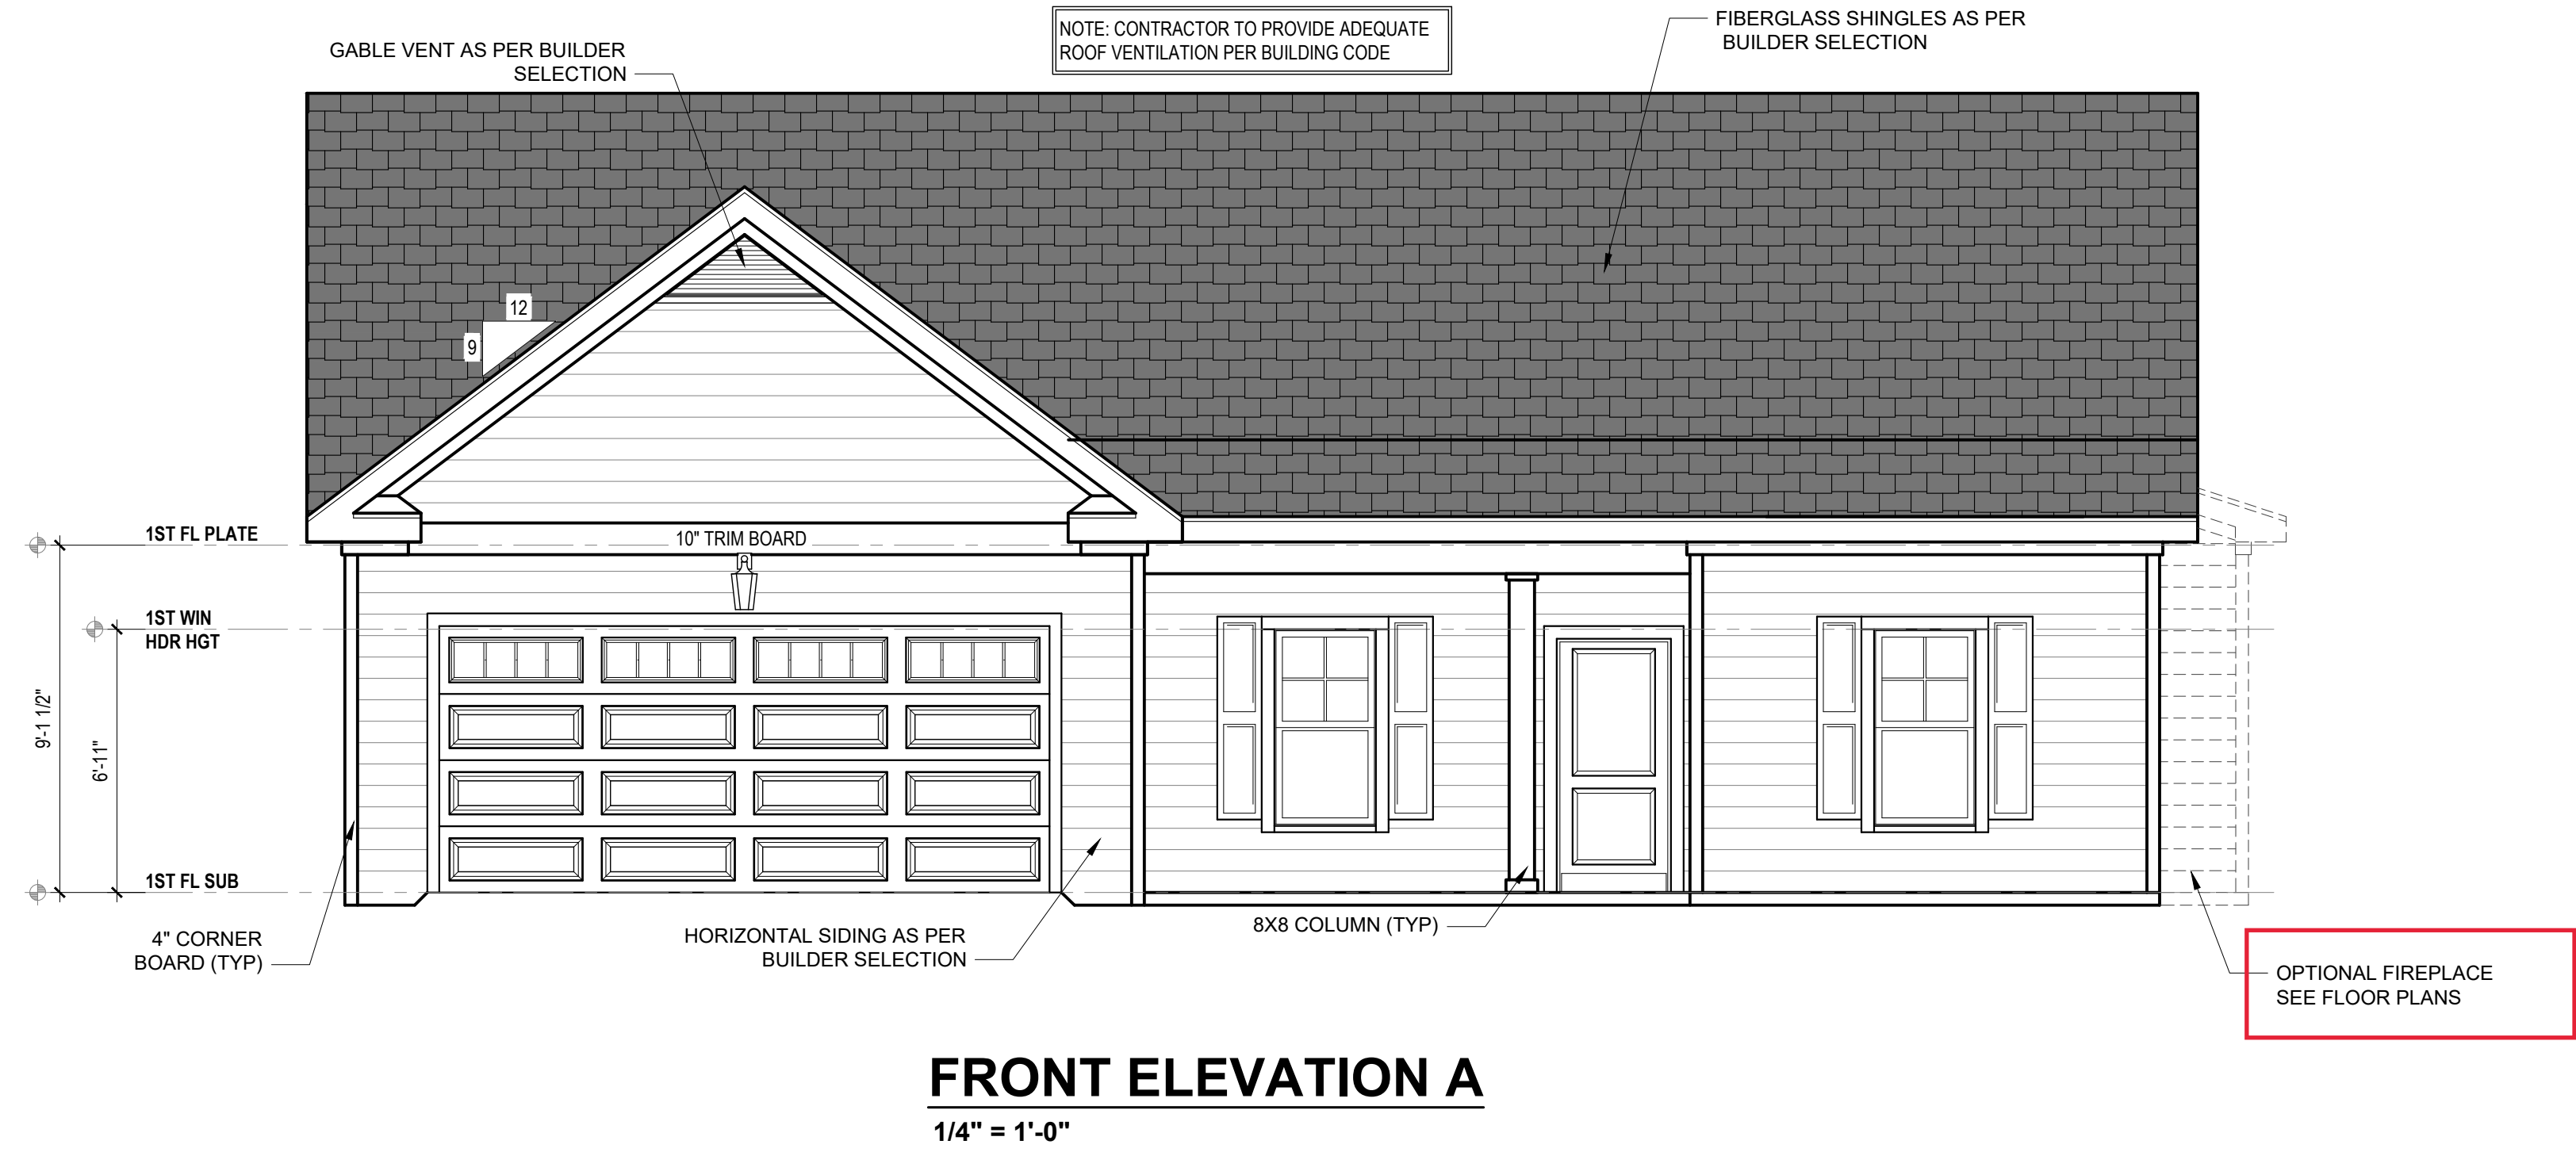 NOTE: CONTRACTOR TO PROVIDE ADEQUATE
ROOF VENTILATION PER BUILDING CODE
FIBERGLASS SHINGLES AS PER
BUILDER SELECTION
GABLE VENT AS PER BUILDER
SELECTION
12
9
1ST FL PLATE
10" TRIM BOARD
1ST WIN
HDR HGT
9'-1 1/2"
6'-11"
1ST FL SUB
4" CORNER
BOARD (TYP)
HORIZONTAL SIDING AS PER
BUILDER SELECTION
8X8 COLUMN (TYP)
OPTIONAL FIREPLACE
SEE FLOOR PLANS
FRONT ELEVATION A
1/4" = 1'-0"